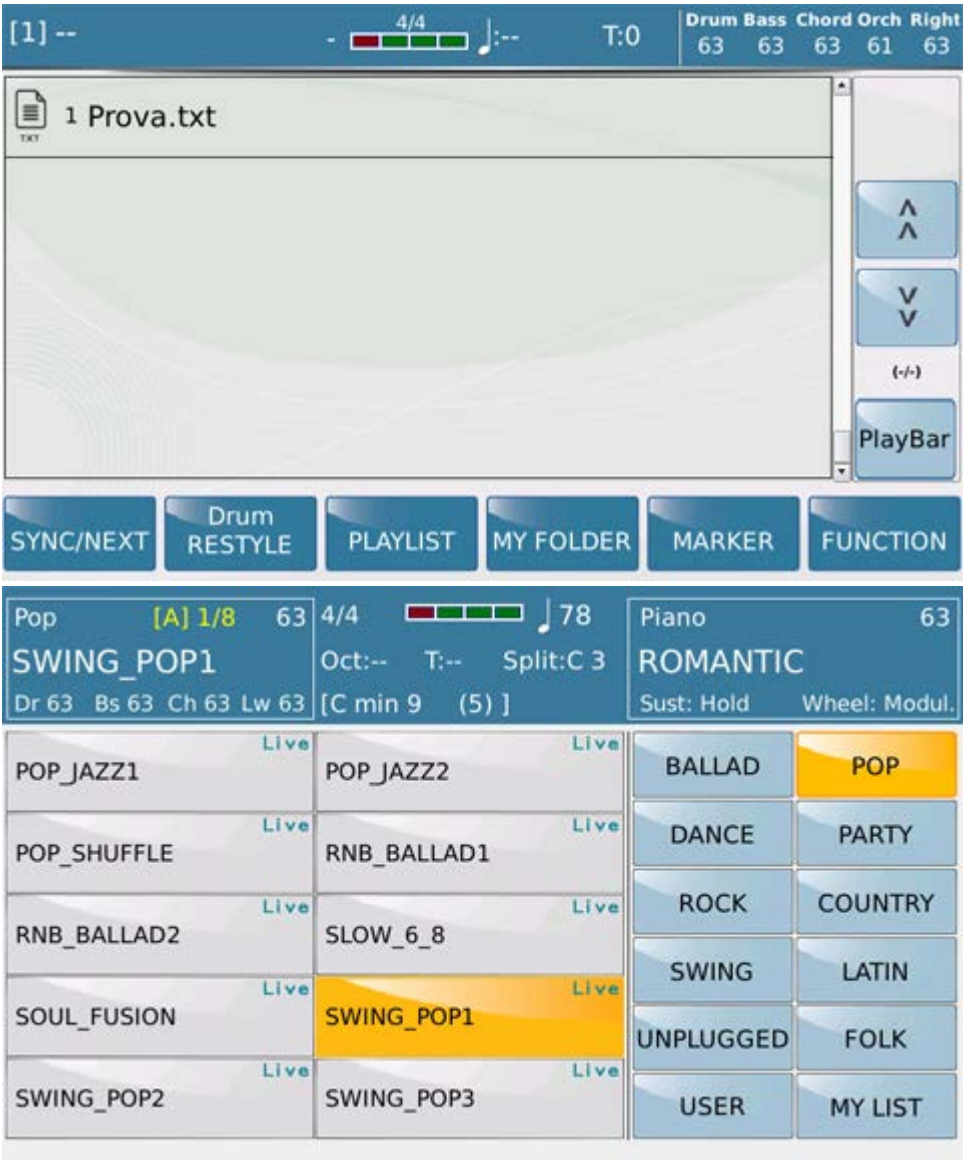 [1] -- - 4/4 :-- T:0 Drum Bass Chord Orch Right
63 63 63 61 63
TXT 1 Prova.txt
(-/-)
PlayBar
SYNC/NEXT Drum RESTYLE PLAYLIST MY FOLDER MARKER FUNCTION
Pop [A] 1/8 63 4/4 78 Piano 63
SWING_POP1 Oct:-- T:-- Split:C 3 ROMANTIC
Dr 63 Bs 63 Ch 63 Lw 63 [C min 9 (5) ] Sust: Hold Wheel: Modul.
POP_JAZZ1 Live POP_JAZZ2 Live BALLAD POP
POP_SHUFFLE Live RNB_BALLAD1 Live DANCE PARTY
RNB_BALLAD2 Live SLOW_6_8 Live ROCK COUNTRY
SOUL_FUSION Live SWING_POP1 Live SWING LATIN
UNPLUGGED FOLK
SWING_POP2 Live SWING_POP3 Live USER MY LIST